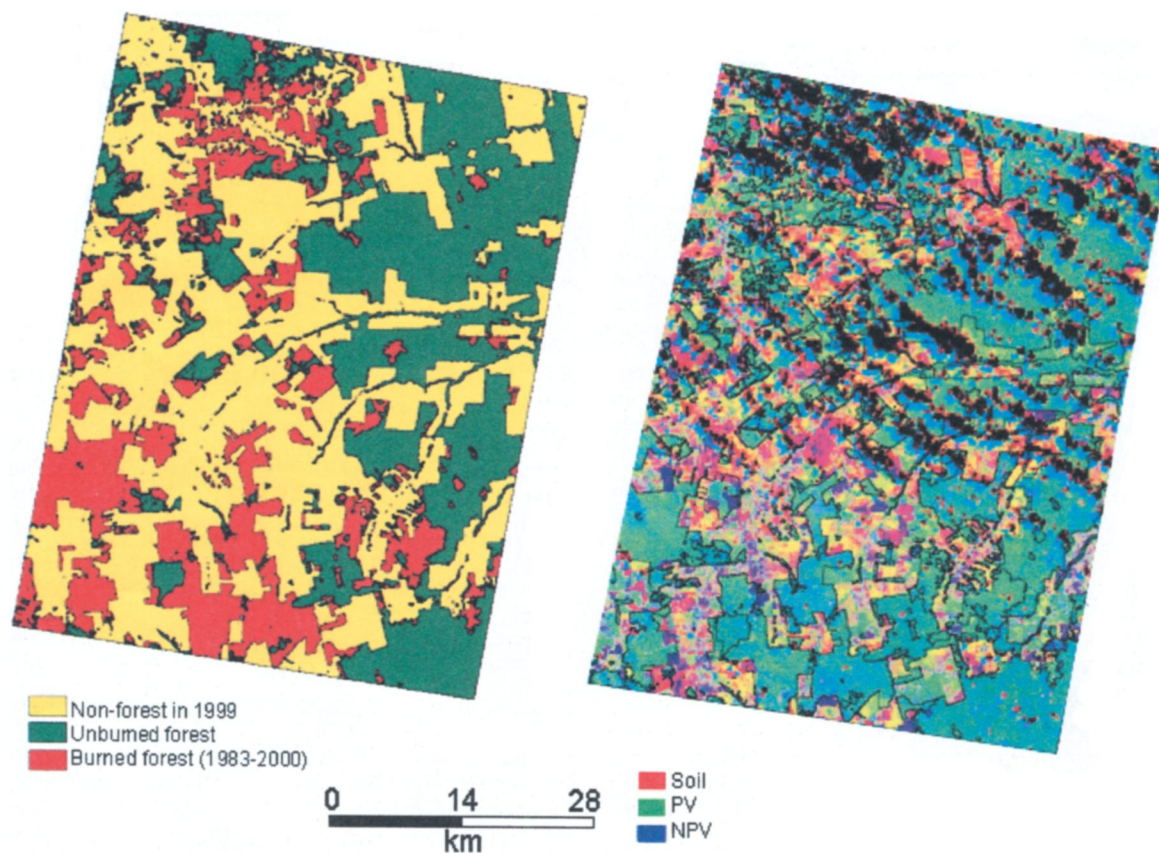 Non-forest in 1999
Unburned forest
Burned forest (1983-2000)
0 14 28
km
Soil
PV
NPV